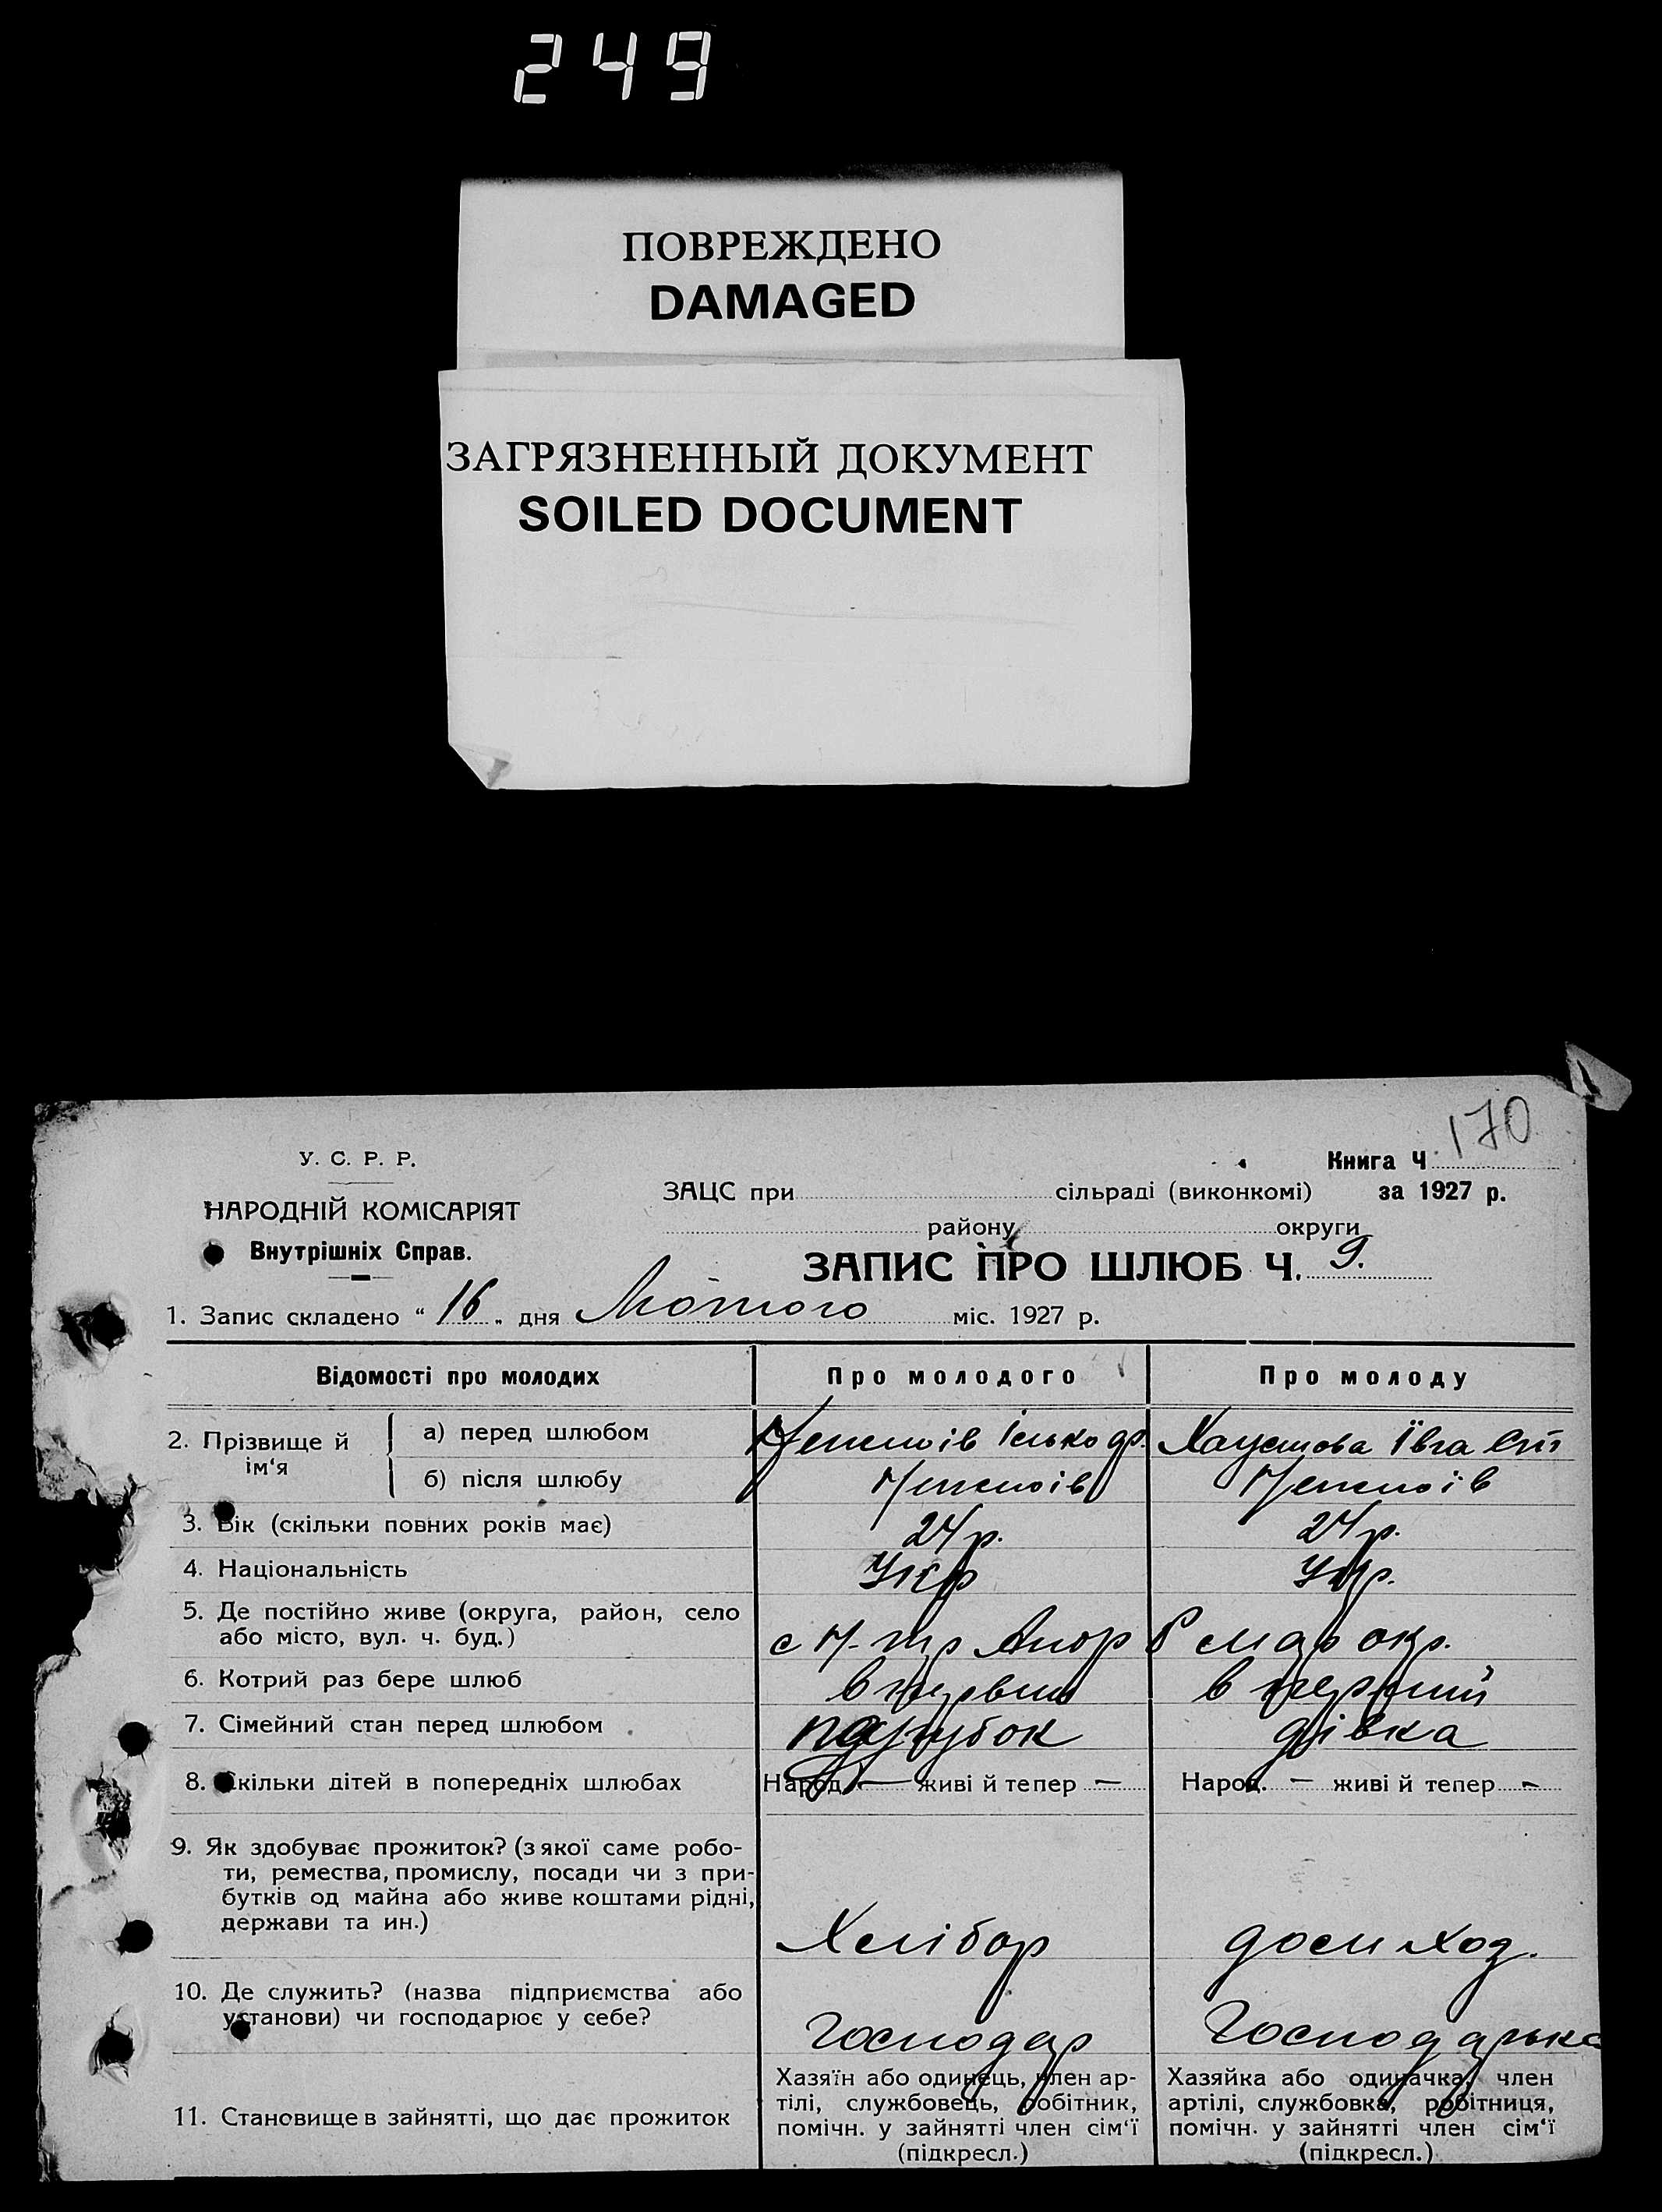 249
ПОВРЕЖДЕНО
DAMAGED
ЗАГРЯЗНЕННЫЙ ДОКУМЕНТ
SOILED DOCUMENT
170
У. С. Р. Р.
НАРОДНІЙ КОМІСАРІЯТ
Внутрішніх Справ.
Книга Ч
ЗАЦС при сільраді (виконкомі) за 1927 р.
району округи
ЗАПИС ПРО ШЛЮБ Ч. 9.
1. Запис складено “ 16 „ дня Лютого міс. 1927 р.
Відомості про молодих Про молодого Про молоду
2. Прізвище й ім‘я
а) перед шлюбом Ілько Хаустова Ївга
б) після шлюбу
3. Вік (скільки повних років має) 24 р. 24 р.
4. Національність Укр Укр.
5. Де постійно живе (округа, район, село
або місто, вул. ч. буд.) с окр.
6. Котрий раз бере шлюб в первий в перший
7. Сімейний стан перед шлюбом парубок дівка
8. Скільки дітей в попередніх шлюбах Народ. — живі й тепер — Народ. — живі й тепер -
9. Як здобуває прожиток? (з якої саме робо-
ти, ремества, промислу, посади чи з при-
бутків од майна або живе коштами рідні,
держави та ин.) Хлібор дом ход.
10. Де служить? (назва підприємства або
установи) чи господарює у себе? Господар Господарька
11. Становище в зайнятті, що дає прожиток
Хазяїн або одинець, член ар-
тілі, службовець, робітник,
помічн. у зайнятті член сім‘ї
(підкресл.)
Хазяйка або одиначка, член
артілі, службовка, робітниця,
помічн. у зайнятті член сім‘ї
(підкресл.)